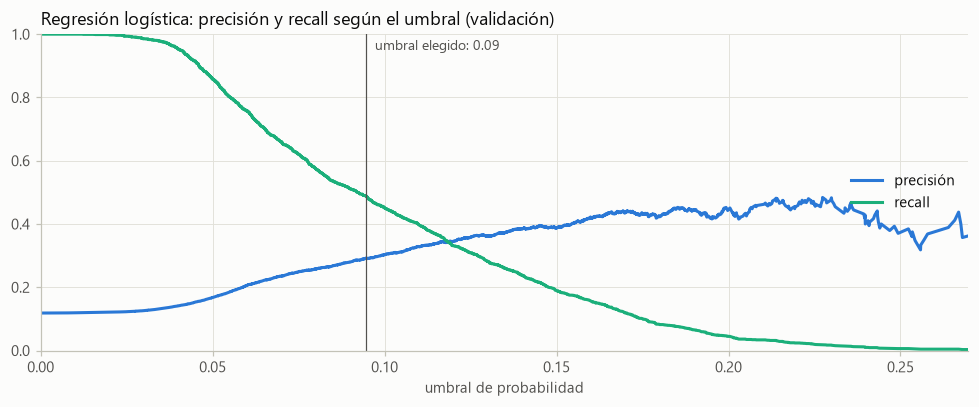 Regresión logística: precisión y recall según el umbral (validación)
1.0
umbral elegido: 0.09
0.8
0.6
precisión
recall
0.4
0.2
0.0
0.00 0.05 0.10 0.15 0.20 0.25
umbral de probabilidad